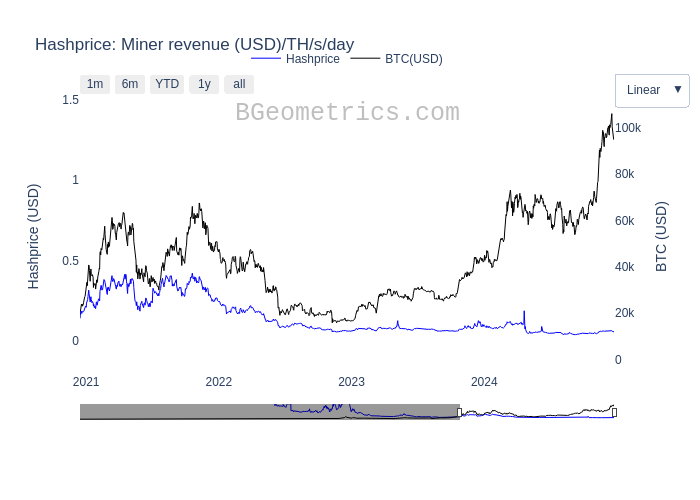 Hashprice: Miner revenue (USD)/TH/s/day
Hashprice BTC(USD)
1m 6m YTD 1y all
Linear ▼
BGeometrics.com
1.5
1
0.5
0
Hashprice (USD)
100k
80k
60k
40k
20k
0
BTC (USD)
2021 2022 2023 2024